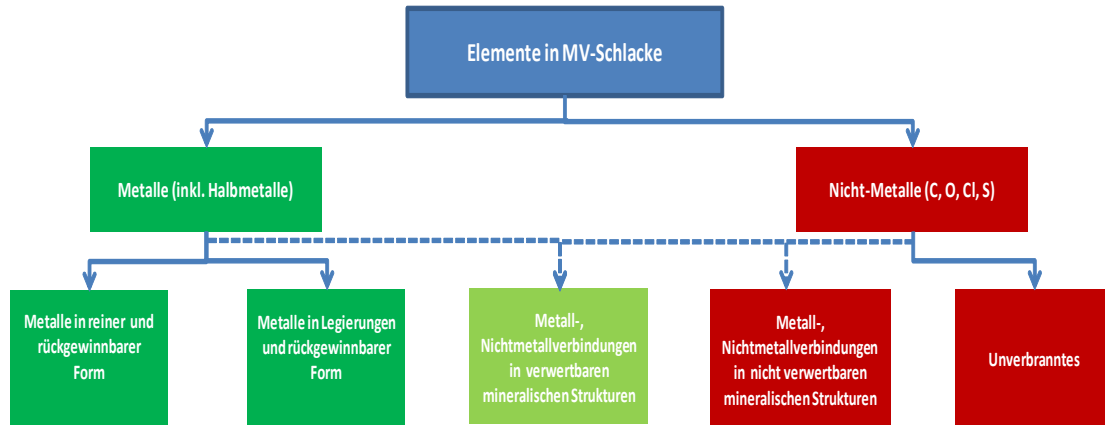 Elemente in MV-Schlacke
Metalle (inkl. Halbmetalle)
Nicht-Metalle (C, O, Cl, S)
Metalle in reiner und
rückgewinnbarer
Form
Metalle in Legierungen
und rückgewinnbarer
Form
Metall-,
Nichtmetallverbindungen
in verwertbaren
mineralischen Strukturen
Metall-,
Nichtmetallverbindungen
in nicht verwertbaren
mineralischen Strukturen
Unverbranntes